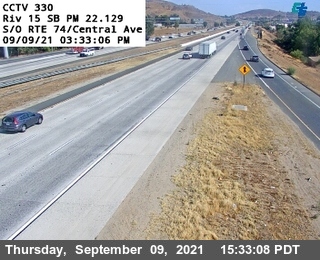 CCTV 330
Riv 15 SB PM 22.129
S/O RTE 74/Central Ave
09/09/21 03:33:06 PM
Thursday, September 09, 2021 15:33:08 PDT